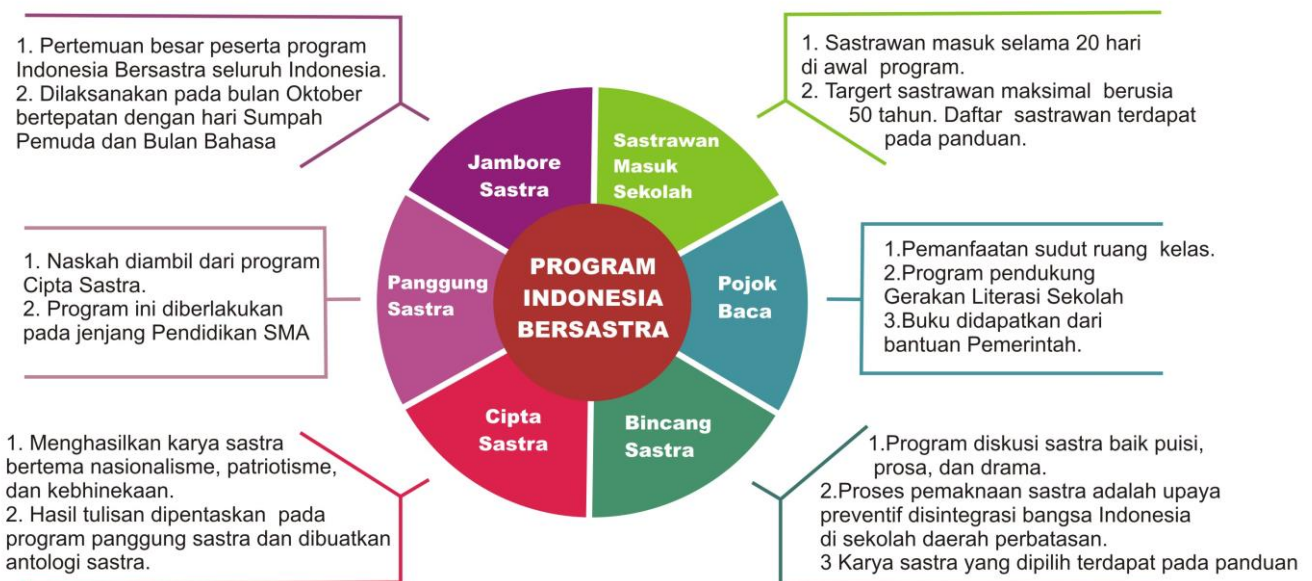 1. Pertemuan besar peserta program
Indonesia Bersastra seluruh Indonesia.
2. Dilaksanakan pada bulan Oktober
bertepatan dengan hari Sumpah
Pemuda dan Bulan Bahasa
1. Sastrawan masuk selama 20 hari
di awal program.
2. Targert sastrawan maksimal berusia
50 tahun. Daftar sastrawan terdapat
pada panduan.
Jambore
Sastra
Sastrawan
Masuk
Sekolah
1. Naskah diambil dari program
Cipta Sastra.
2. Program ini diberlakukan
pada jenjang Pendidikan SMA
Panggung
Sastra
PROGRAM
INDONESIA
BERSASTRA
Pojok
Baca
1.Pemanfaatan sudut ruang kelas.
2.Program pendukung
Gerakan Literasi Sekolah
3.Buku didapatkan dari
bantuan Pemerintah.
Cipta
Sastra
Bincang
Sastra
1. Menghasilkan karya sastra
bertema nasionalisme, patriotisme,
dan kebhinekaan.
2. Hasil tulisan dipentaskan pada
program panggung sastra dan dibuatkan
antologi sastra.
1.Program diskusi sastra baik puisi,
prosa, dan drama.
2.Proses pemaknaan sastra adalah upaya
preventif disintegrasi bangsa Indonesia
di sekolah daerah perbatasan.
3 Karya sastra yang dipilih terdapat pada panduan